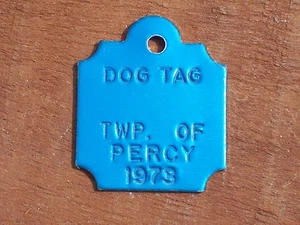 DOG TAG
TWP. OF
PERCY
1973